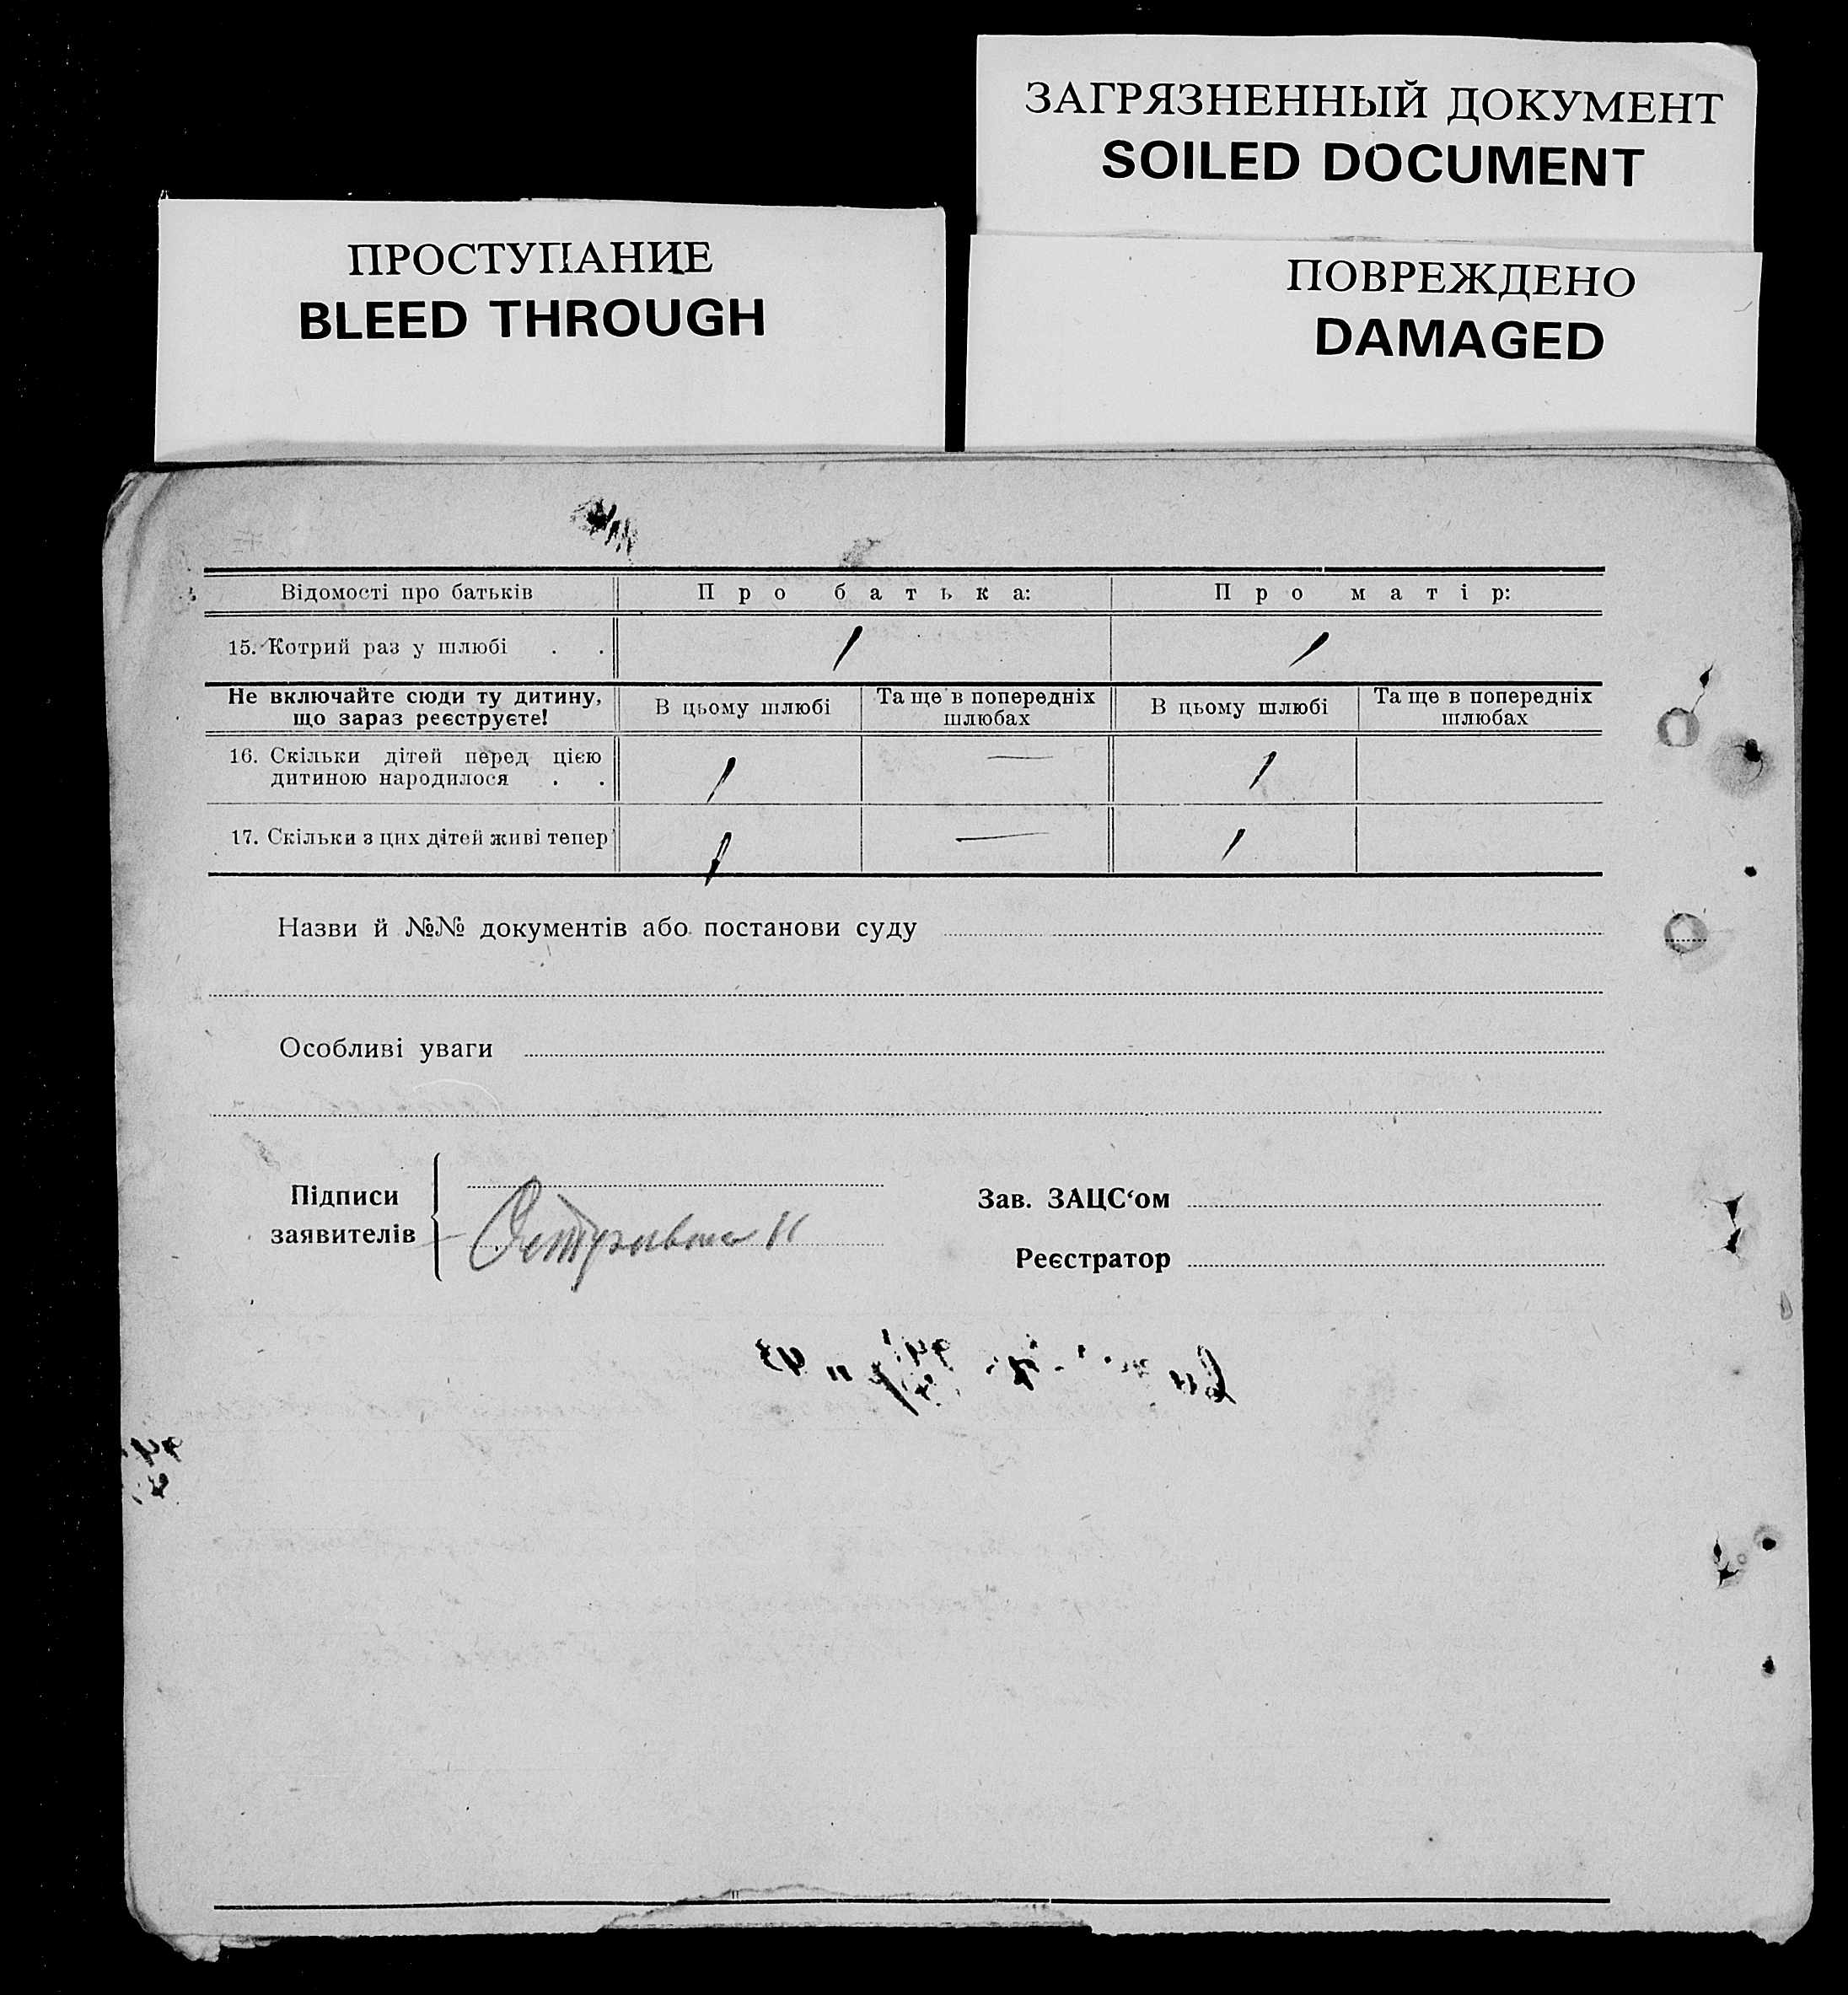 ЗАГРЯЗНЕННЫЙ ДОКУМЕНТ
SOILED DOCUMENT
ПРОСТУПАНИЕ
BLEED THROUGH
ПОВРЕЖДЕНО
DAMAGED
Відомості про батьків Про батька: Про матір:
15. Котрий раз у шлюбі . . 1 1
Не включайте сюди ту дитину, що зараз реєструєте! В цьому шлюбі Та ще в попередніх шлюбах В цьому шлюбі Та ще в попередніх шлюбах
16. Скільки дітей перед цією
дитиною народилося . . 1 — 1
17. Скільки з цих дітей живі тепер 1 — 1
Назви й №№ документів або постанови суду
Особливі уваги
Підписи
заявителів
Зав. ЗАЦС‘ом
Реєстратор